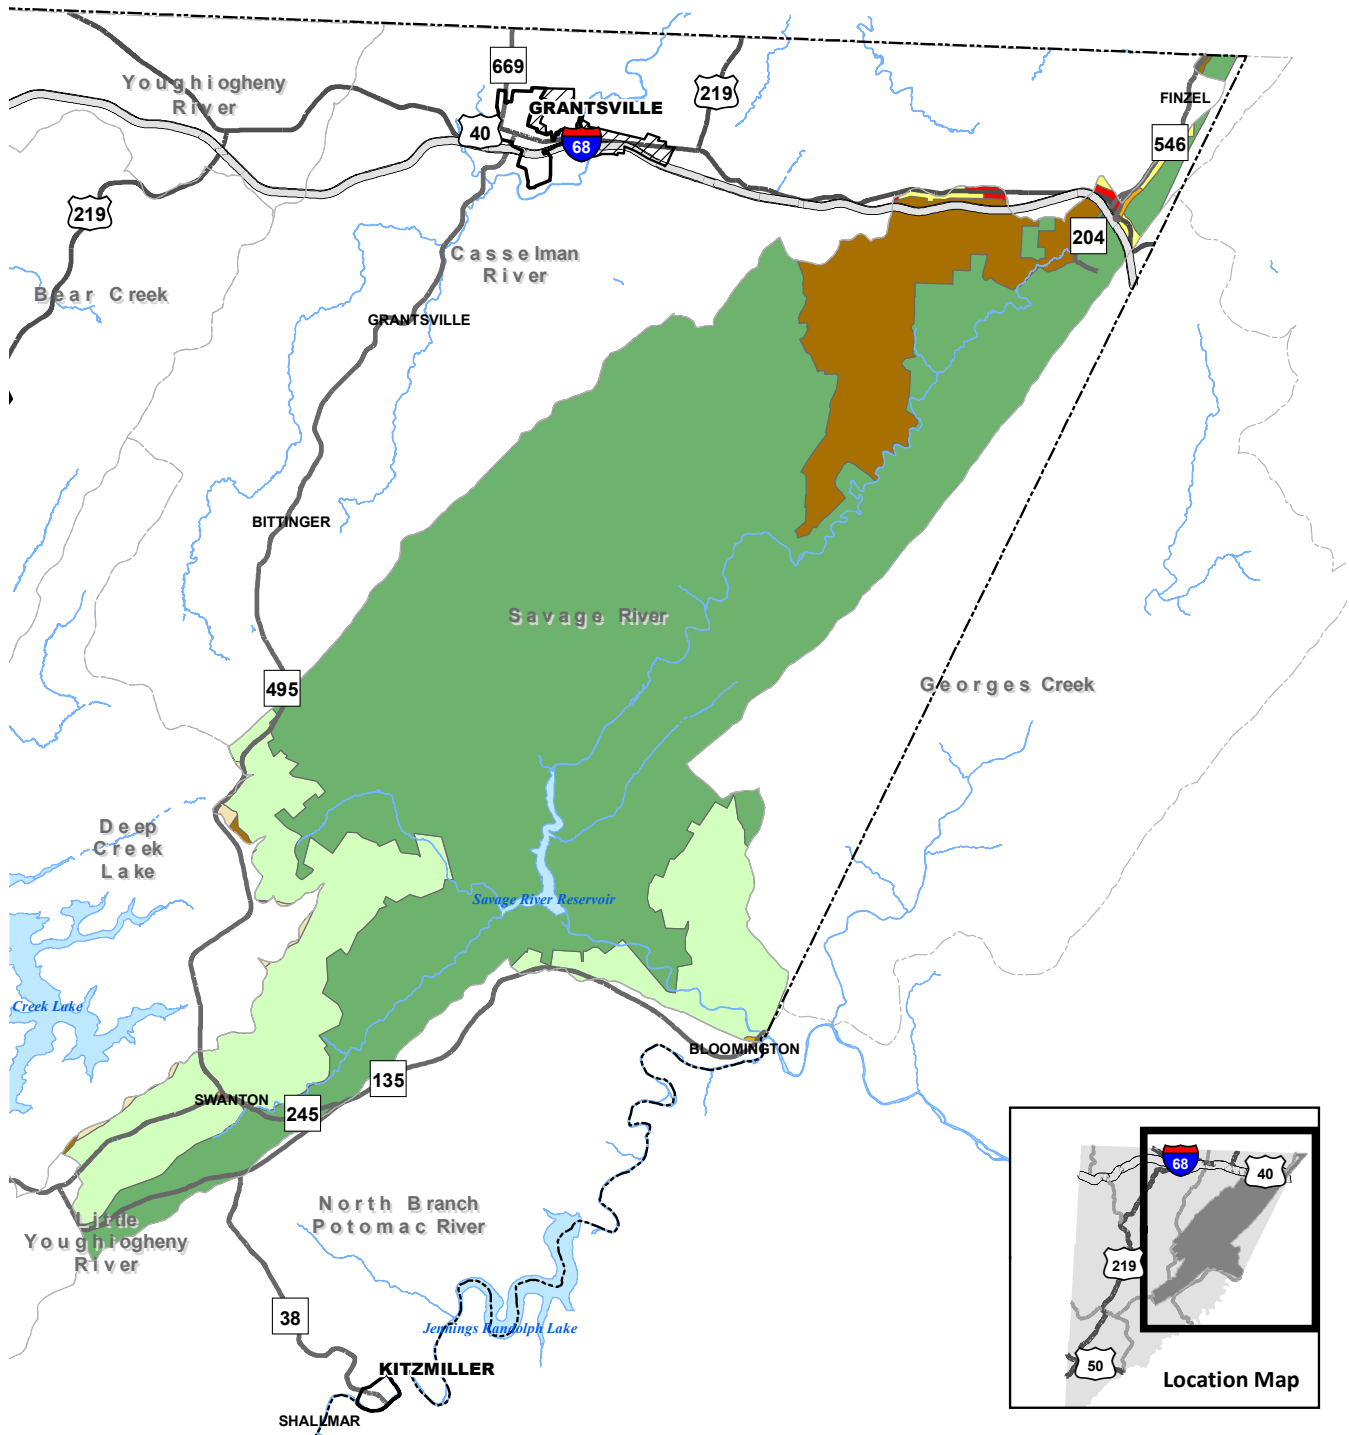 669
Youghiogheny
River
219
GRANTSVILLE
FINZEL
40
68
546
219
204
Casselman
River
Bear Creek
GRANTSVILLE
BITTINGER
Savage River
495
Georges Creek
Deep
Creek
Lake
Savage River Reservoir
Creek Lake
BLOOMINGTON
135
SWANTON
245
North Branch
Potomac River
Little
Youghiogheny
River
38
Jennings Randolph Lake
KITZMILLER
SHALLMAR
68
40
219
50
Location Map